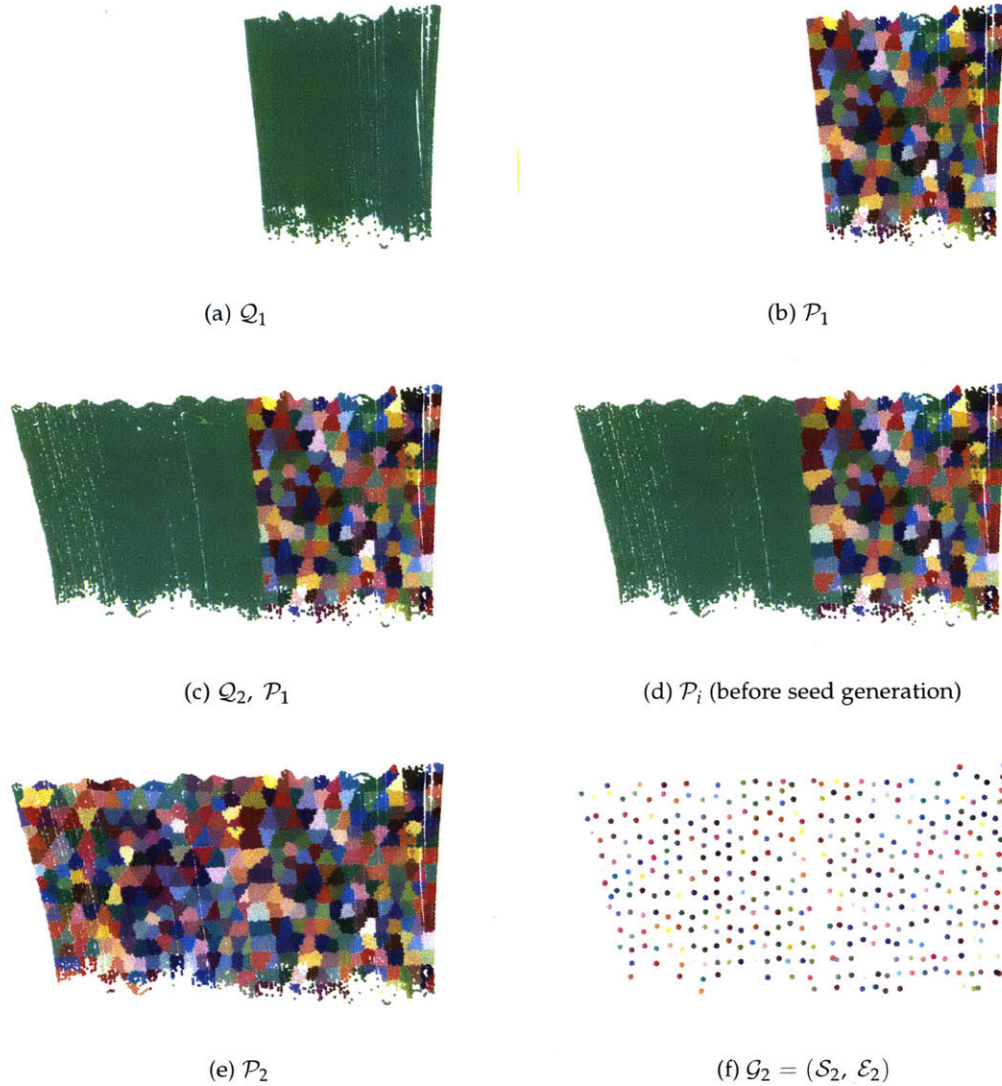 (a) 𝒬₁
(b) 𝒫₁
(c) 𝒬₂, 𝒫₁
(d) 𝒫ᵢ (before seed generation)
(e) 𝒫₂
(f) 𝒢₂ = (𝒮₂, ℰ₂)